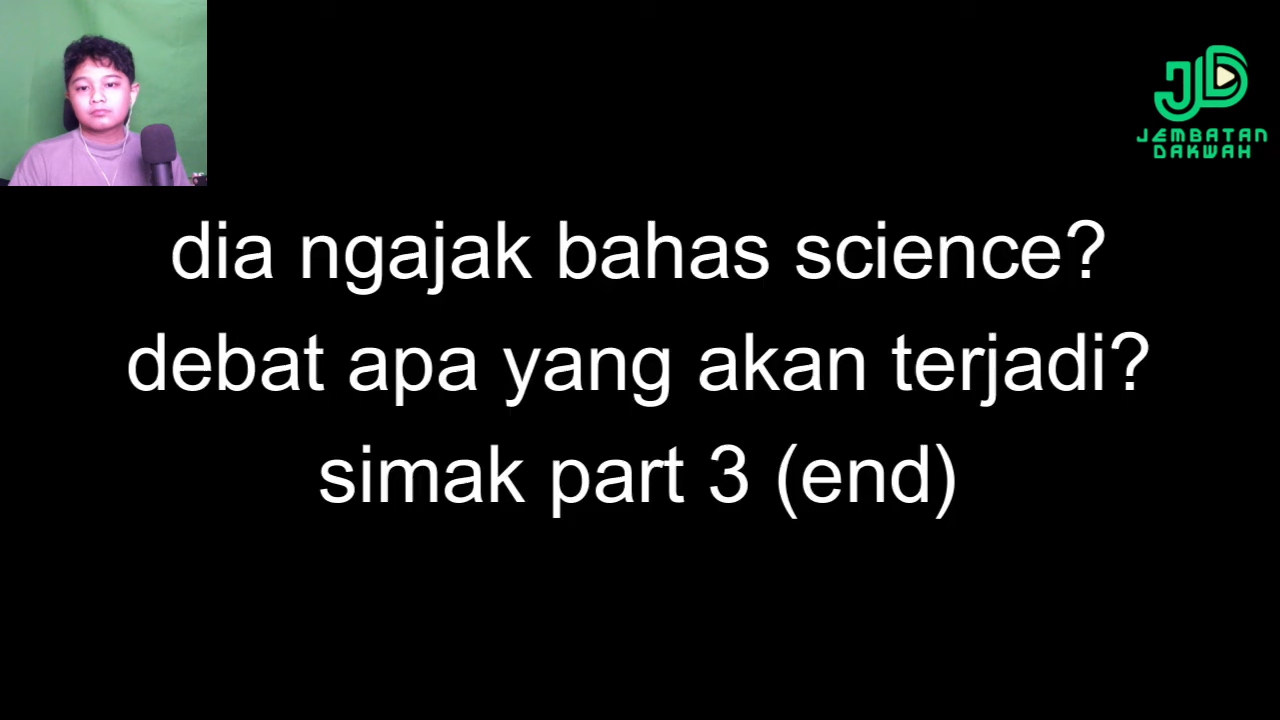 JEMBATAN
DAKWAH
dia ngajak bahas science?
debat apa yang akan terjadi?
simak part 3 (end)